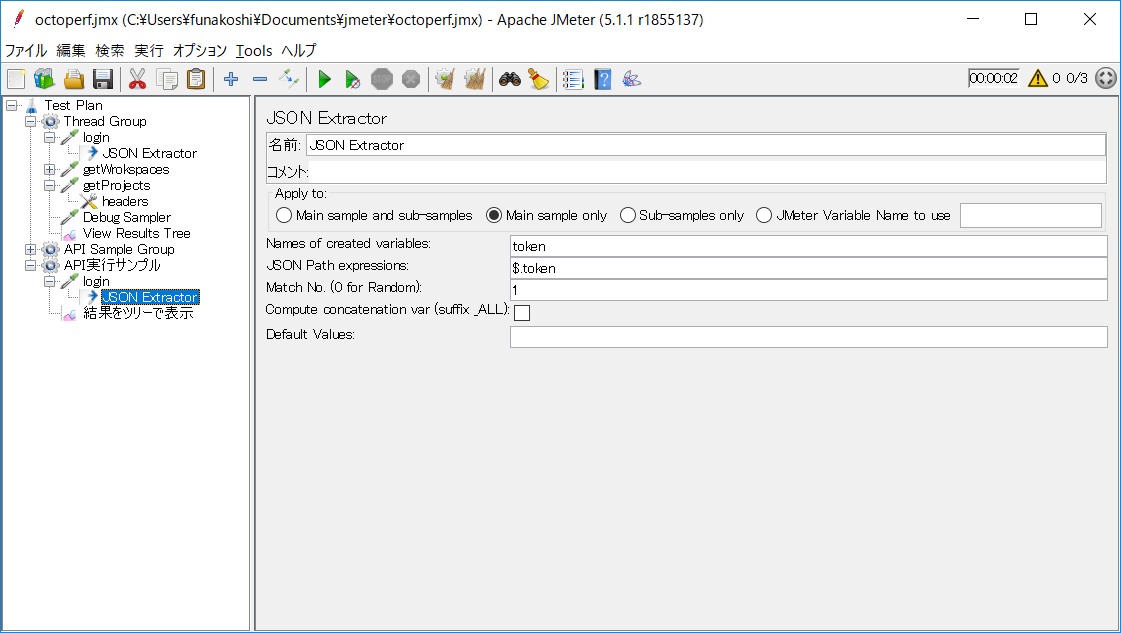 octoperf.jmx (C:¥Users¥funakoshi¥Documents¥jmeter¥octoperf.jmx) - Apache JMeter (5.1.1 r1855137)
ファイル 編集 検索 実行 オプション Tools ヘルプ
STOP 00:00:02 0 0/3
Test Plan
Thread Group
login
JSON Extractor
getWrokspaces
getProjects
headers
Debug Sampler
View Results Tree
API Sample Group
API実行サンプル
login
JSON Extractor
結果をツリーで表示
JSON Extractor
名前: JSON Extractor
コメント:
Apply to:
Main sample and sub-samples Main sample only Sub-samples only JMeter Variable Name to use
Names of created variables: token
JSON Path expressions: $.token
Match No. (0 for Random): 1
Compute concatenation var (suffix _ALL):
Default Values: